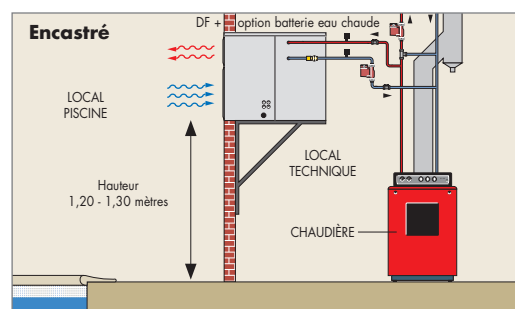 DF + option batterie eau chaude
Encastré
LOCAL
PISCINE
LOCAL
TECHNIQUE
Hauteur
1,20 - 1,30 mètres
CHAUDIÈRE